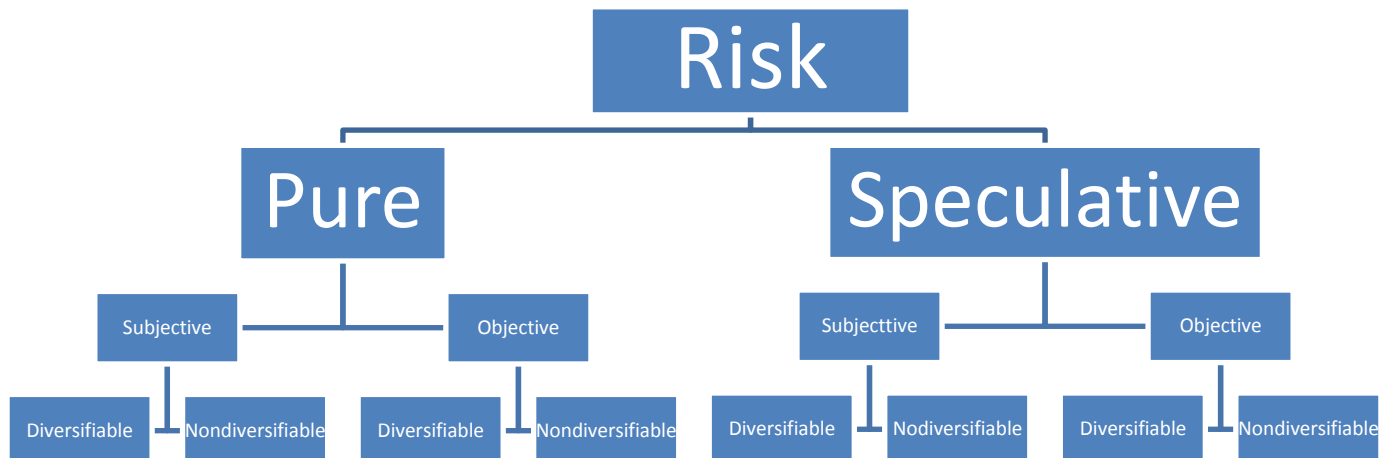 Risk
Pure
Speculative
Subjective
Objective
Subjecttive
Objective
Diversifiable
Nondiversifiable
Diversifiable
Nondiversifiable
Diversifiable
Nodiversifiable
Diversifiable
Nondiversifiable